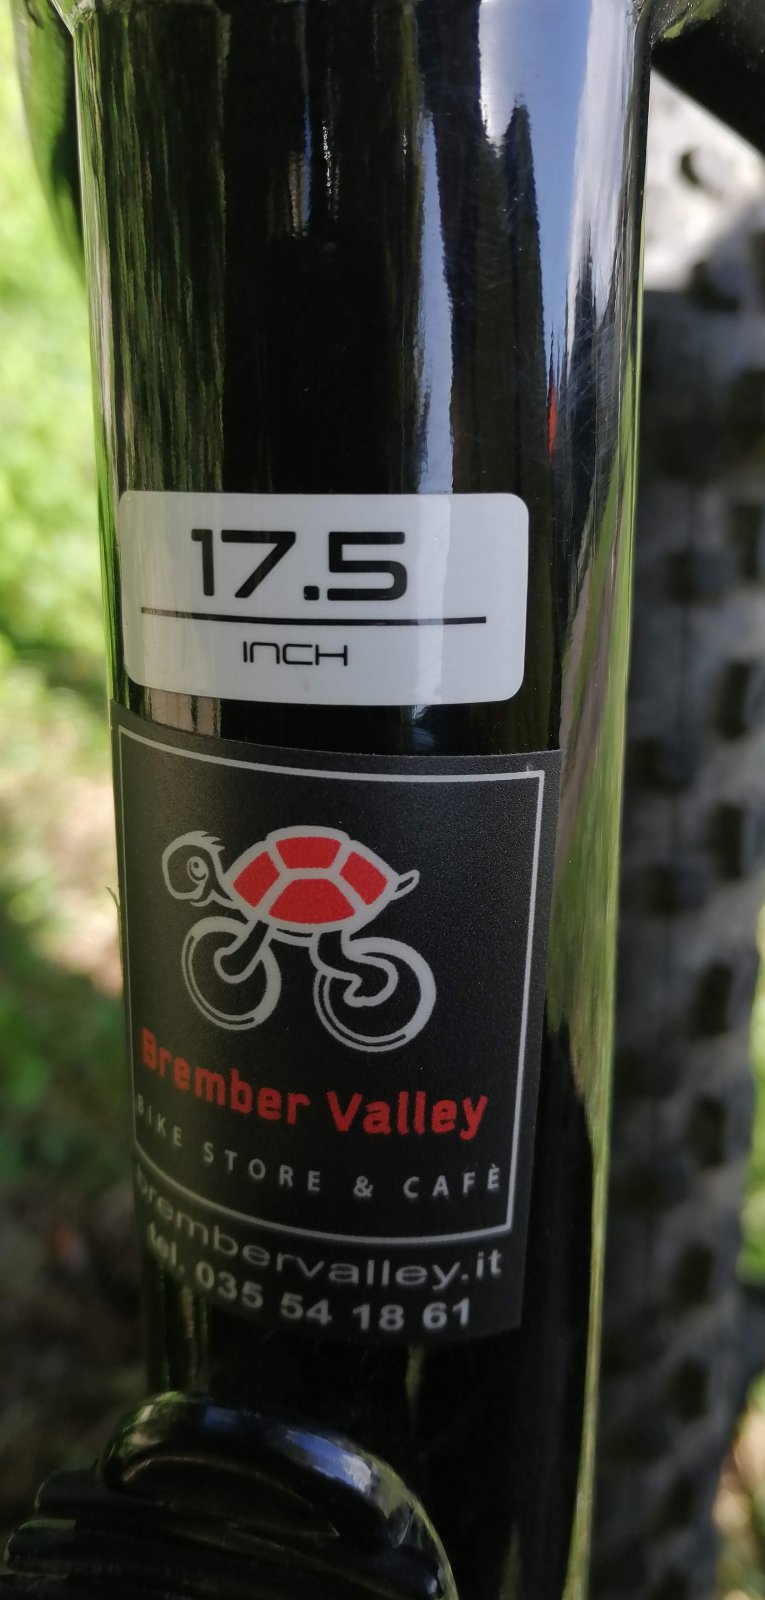 17.5
INCH
Brember Valley
BIKE STORE & CAFÈ
brembervalley.it
tel. 035 54 18 61